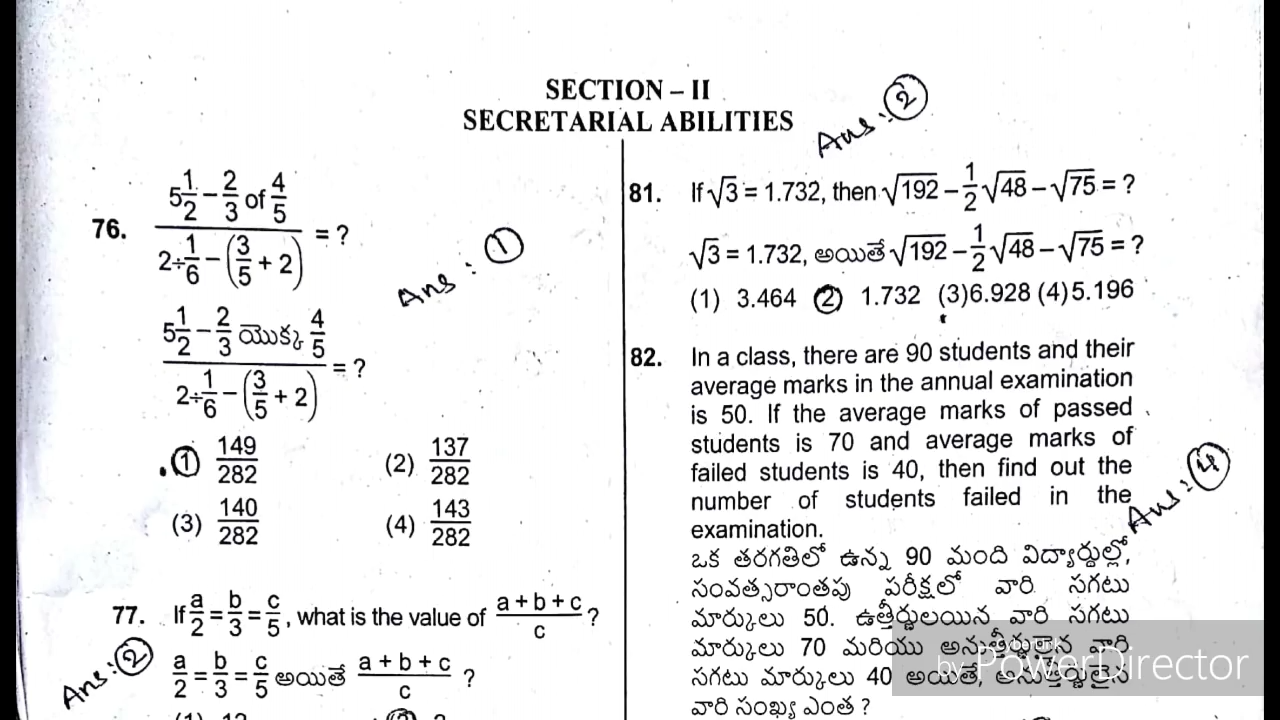 SECTION – II
SECRETARIAL ABILITIES
Ans : ②
76. (5 1/2 – 2/3 of 4/5) / (2 ÷ 1/6 – (3/5 + 2)) = ?
Ans : ①
(5 1/2 – 2/3 యొక్క 4/5) / (2 ÷ 1/6 – (3/5 + 2)) = ?
(1) 149/282 (2) 137/282
(3) 140/282 (4) 143/282
77. If a/2 = b/3 = c/5, what is the value of (a + b + c)/c ?
Ans : ②
a/2 = b/3 = c/5 అయితే (a + b + c)/c ?
81. If √3 = 1.732, then √192 – 1/2 √48 – √75 = ?
√3 = 1.732, అయితే √192 – 1/2 √48 – √75 = ?
(1) 3.464 (2) 1.732 (3) 6.928 (4) 5.196
82. In a class, there are 90 students and their
average marks in the annual examination
is 50. If the average marks of passed
students is 70 and average marks of
failed students is 40, then find out the
number of students failed in the
examination.
Ans : ④
ఒక తరగతిలో ఉన్న 90 మంది విద్యార్థుల్లో,
సంవత్సరాంతపు పరీక్షలో వారి సగటు
మార్కులు 50. ఉత్తీర్ణులయిన వారి సగటు
మార్కులు 70 మరియు అనుత్తీర్ణులైన వారి
సగటు మార్కులు 40 అయితే, అనుత్తీర్ణులైన
వారి సంఖ్య ఎంత ?
by PowerDirector